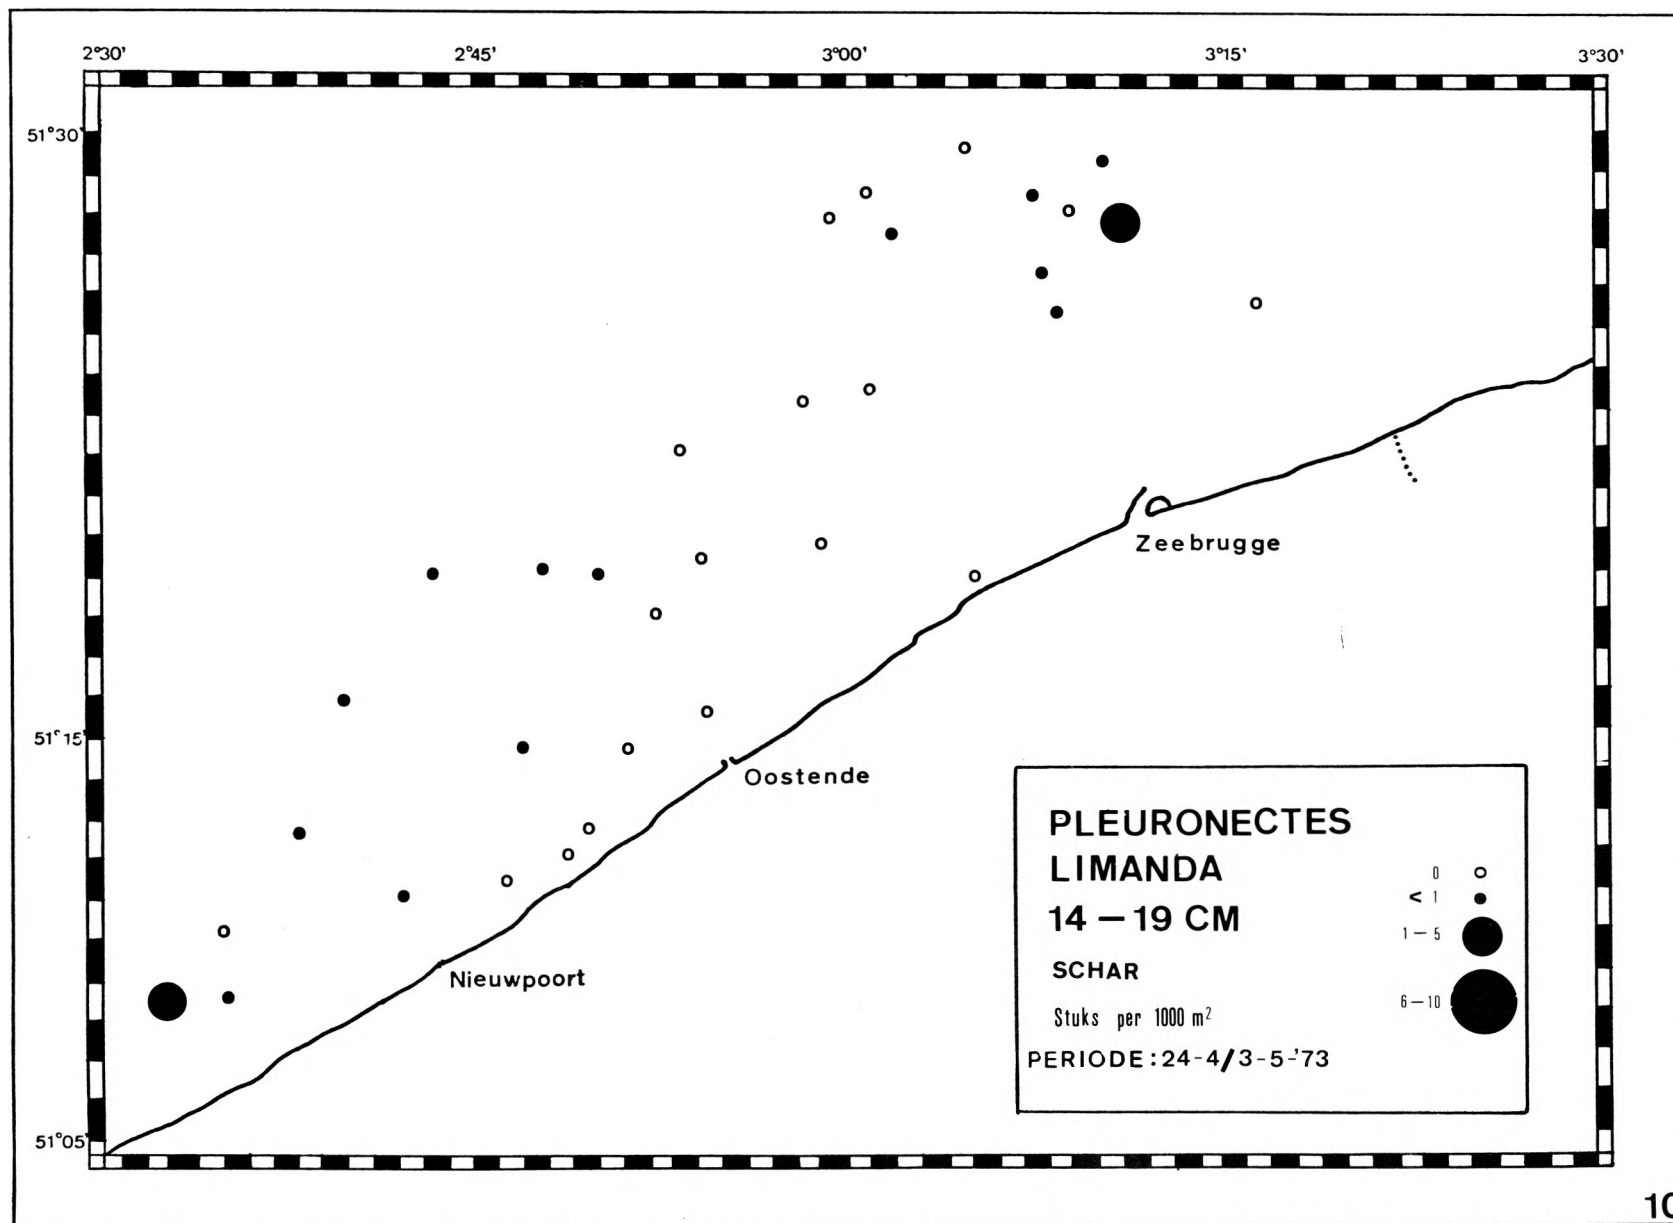 2°30' 2°45' 3°00' 3°15' 3°30'
51°30'
51°15'
51°05'
Zeebrugge
Oostende
Nieuwpoort
PLEURONECTES
LIMANDA
14 – 19 CM
SCHAR
Stuks per 1000 m²
PERIODE: 24-4/3-5-'73
0
< 1
1 – 5
6 – 10